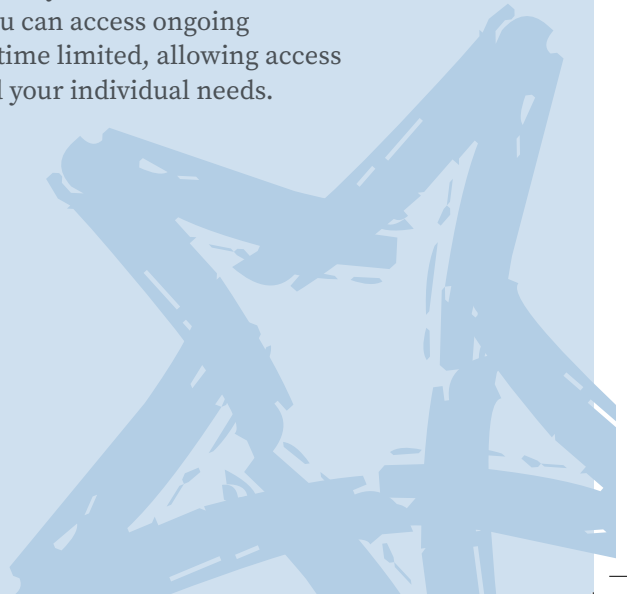 u can access ongoing
time limited, allowing access
your individual needs.